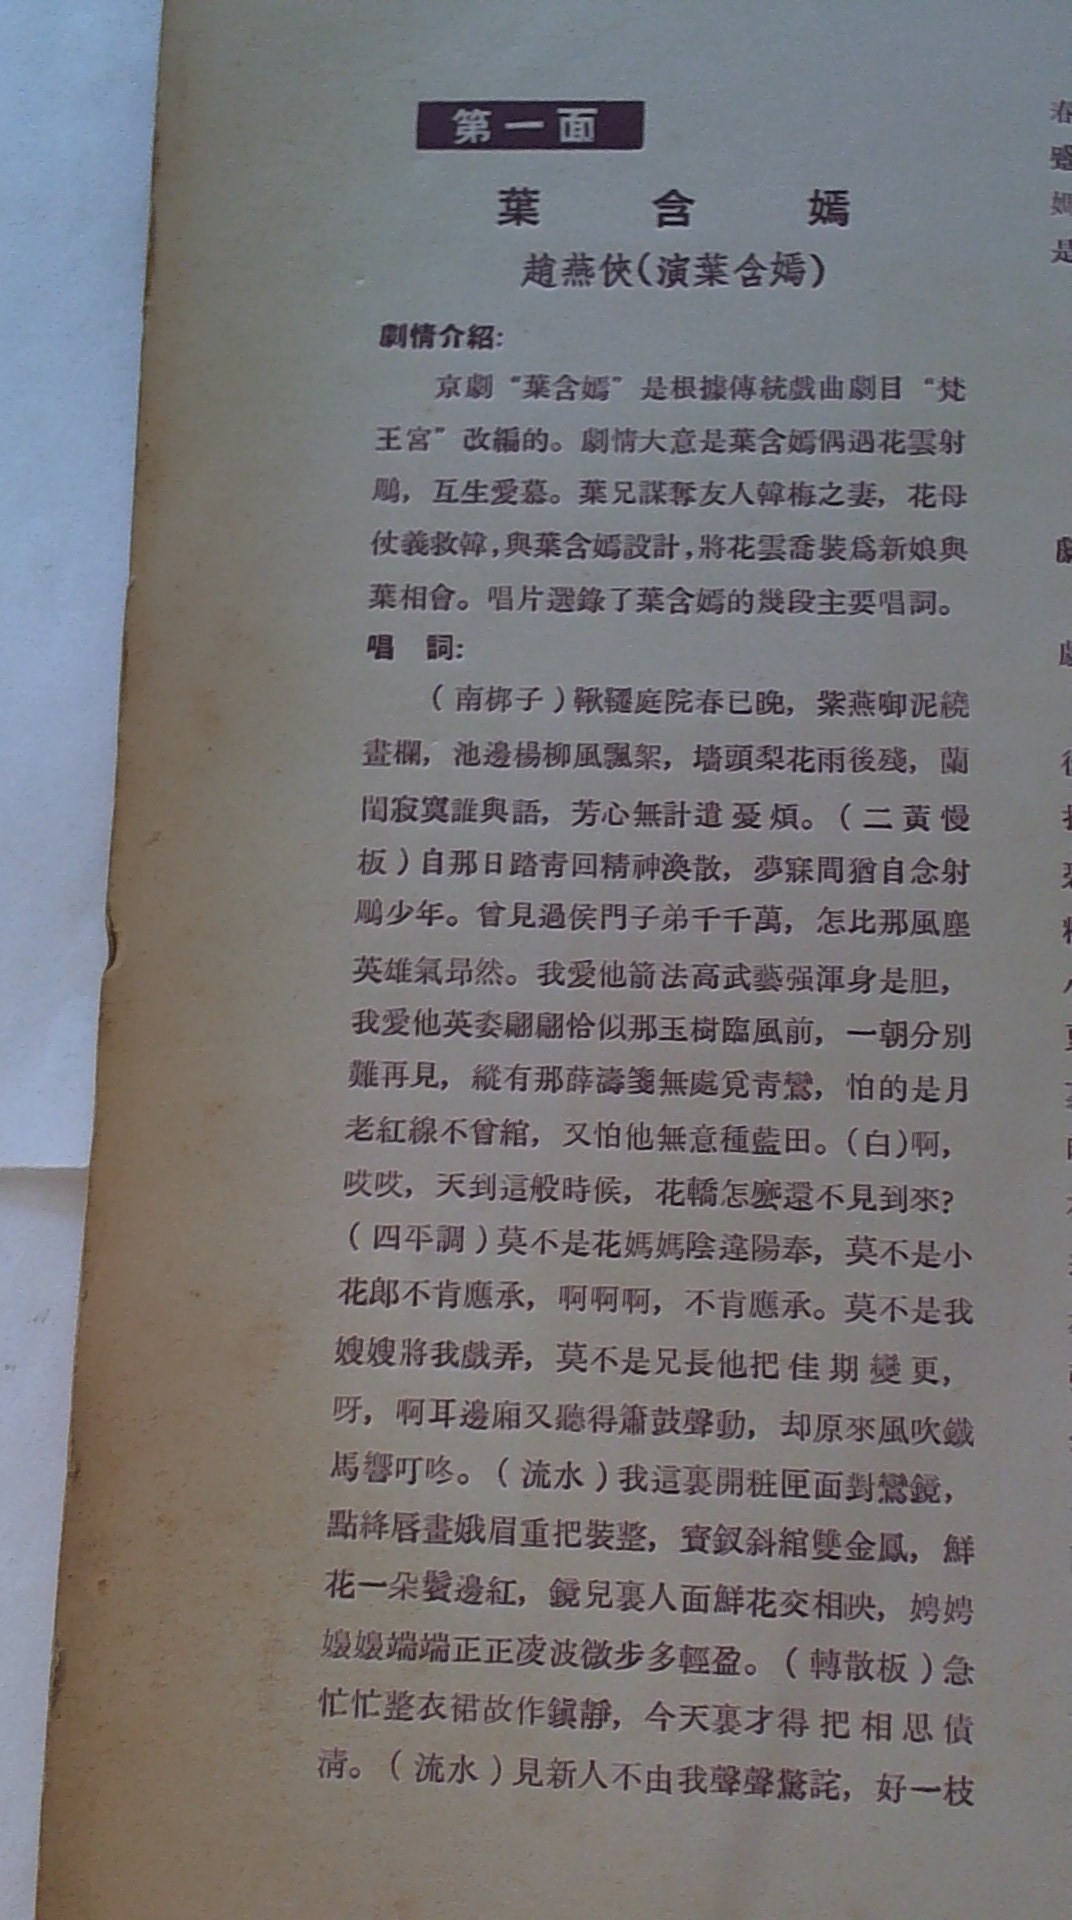 第一面
葉含嫣
趙燕俠(演葉含嫣)
劇情介紹:
京劇“葉含嫣”是根據傳統戲曲劇目“梵
王宮”改編的。劇情大意是葉含嫣偶遇花雲射
鵰，互生愛慕。葉兄謀奪友人韓梅之妻，花母
仗義救韓，與葉含嫣設計，將花雲喬裝爲新娘與
葉相會。唱片選錄了葉含嫣的幾段主要唱詞。
唱詞:
(南梆子)鞦韆庭院春已晚，紫燕啣泥繞
畫欄，池邊楊柳風飄絮，墻頭梨花雨後殘，蘭
閨寂寞誰與語，芳心無計遣憂煩。(二黃慢
板)自那日踏青回精神渙散，夢寐間猶自念射
鵰少年。曾見過侯門子弟千千萬，怎比那風塵
英雄氣昂然。我愛他箭法高武藝强渾身是胆，
我愛他英姿翩翩恰似那玉樹臨風前，一朝分别
難再見，縱有那薛濤箋無處覓青鸞，怕的是月
老紅線不曾綰，又怕他無意種藍田。(白)啊，
哎哎，天到這般時候，花轎怎麽還不見到來?
(四平調)莫不是花媽媽陰違陽奉，莫不是小
花郎不肯應承，啊啊啊，不肯應承。莫不是我
嫂嫂將我戲弄，莫不是兄長他把佳期變更，
呀，啊耳邊廂又聽得簫鼓聲動，却原來風吹鐵
馬響叮咚。(流水)我這裏開粧匣面對鸞鏡，
點絳唇畫娥眉重把裝整，寳釵斜綰雙金鳳，鮮
花一朵鬢邊紅，鏡兒裏人面鮮花交相映，娉娉
嬝嬝端端正正凌波微步多輕盈。(轉散板)急
忙忙整衣裙故作鎮静，今天裏才得把相思債
清。(流水)見新人不由我聲聲驚詫，好一枝
春
是